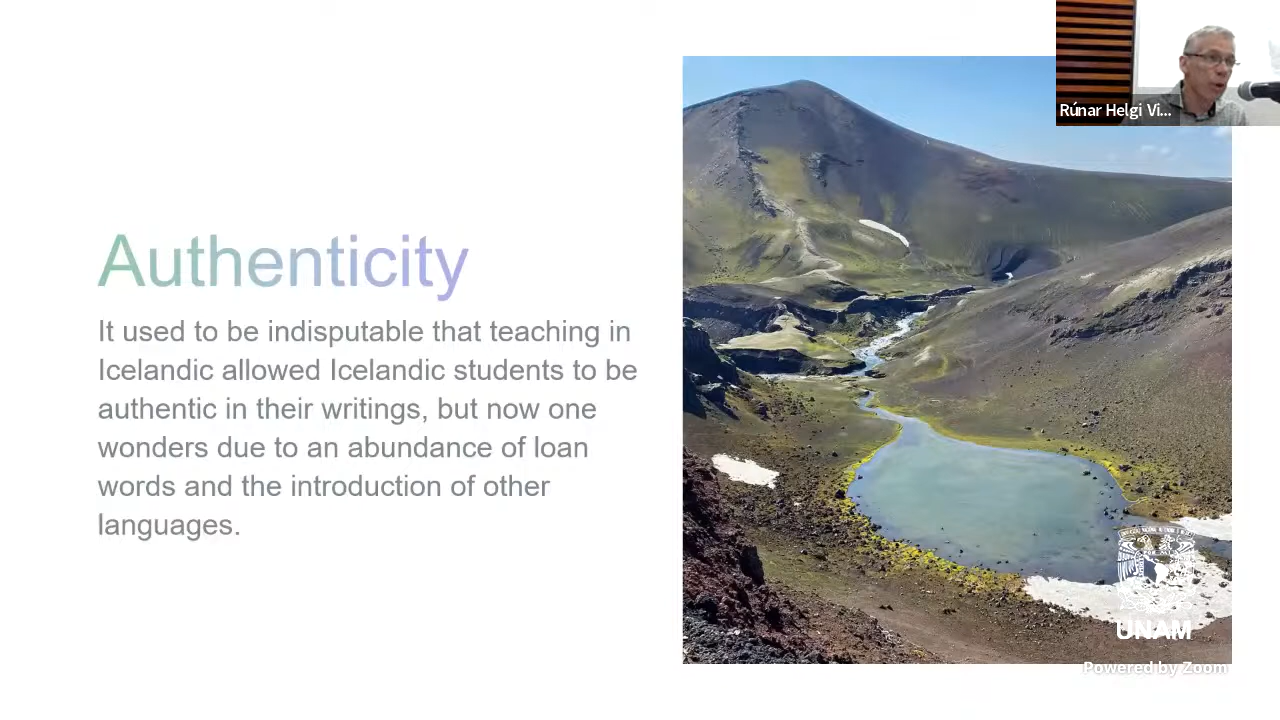 Rúnar Helgi Vi...
Authenticity
It used to be indisputable that teaching in
Icelandic allowed Icelandic students to be
authentic in their writings, but now one
wonders due to an abundance of loan
words and the introduction of other
languages.
UNAM
Powered by Zoom